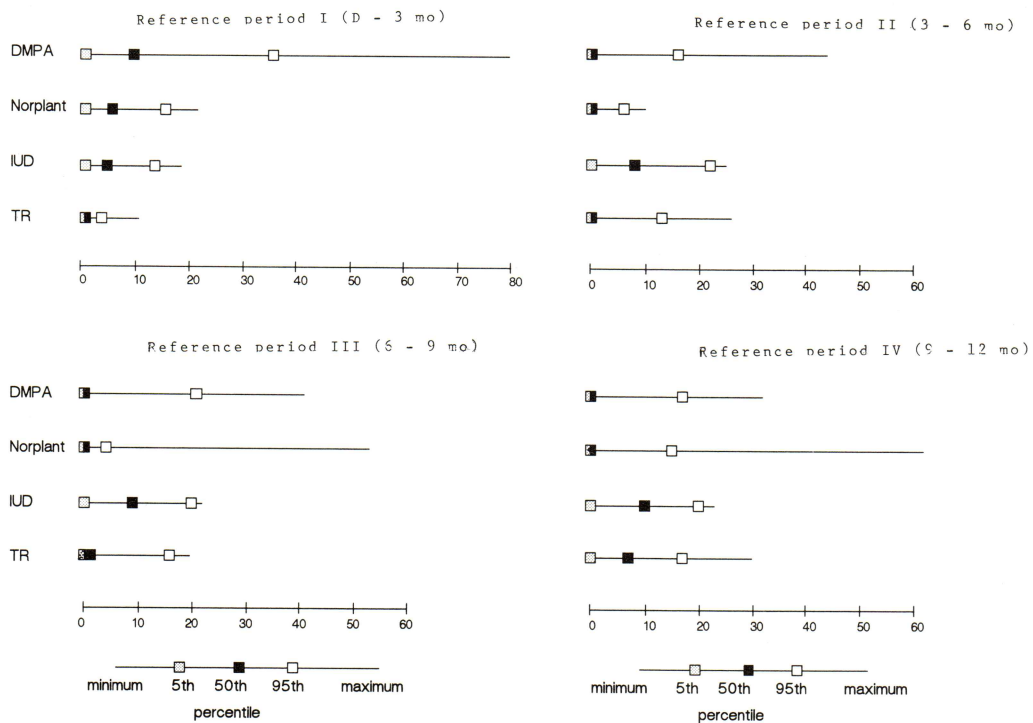 Reference period I (D - 3 mo)
DMPA
Norplant
IUD
TR
0 10 20 30 40 50 60 70 80
Reference period II (3 - 6 mo)
0 10 20 30 40 50 60
Reference period III (6 - 9 mo)
DMPA
Norplant
IUD
TR
0 10 20 30 40 50 60
minimum 5th 50th 95th maximum
percentile
Reference period IV (9 - 12 mo)
0 10 20 30 40 50 60
minimum 5th 50th 95th maximum
percentile